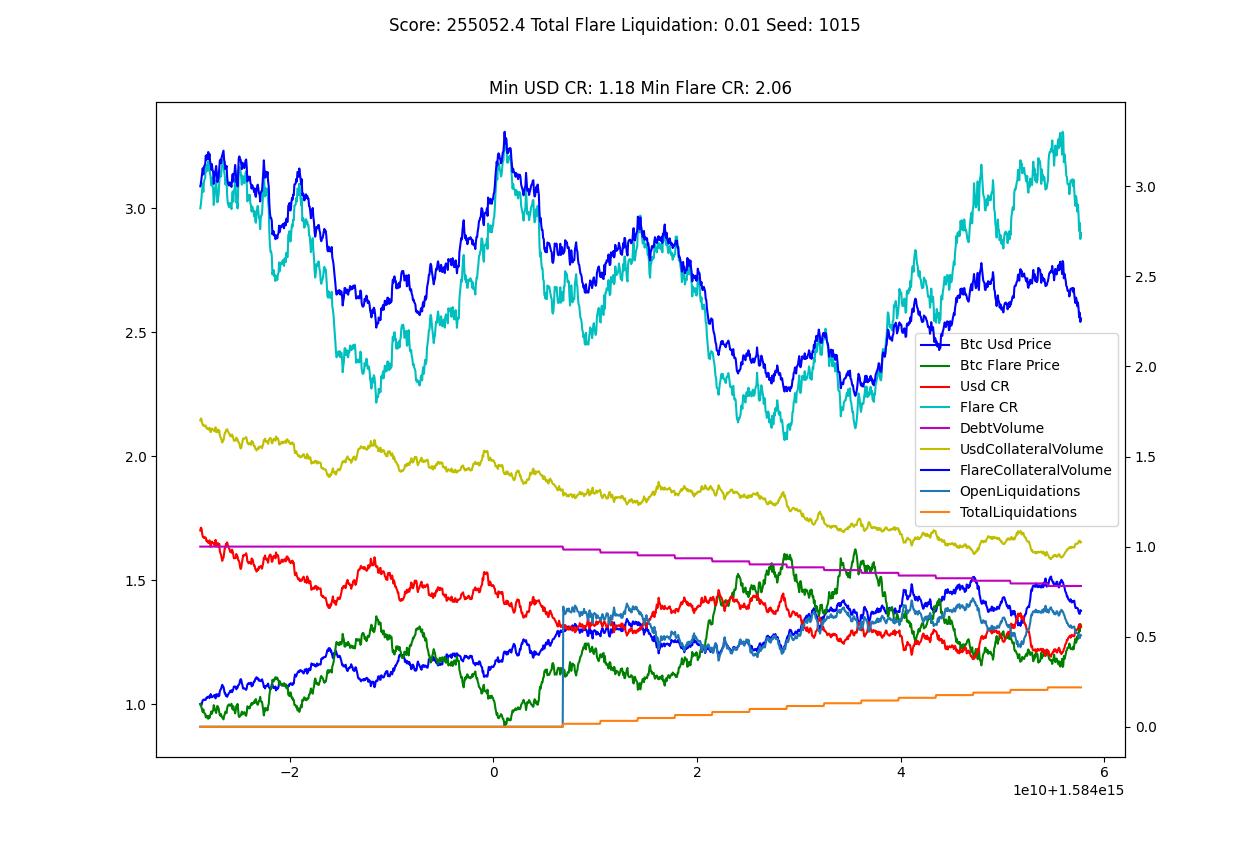 Score: 255052.4 Total Flare Liquidation: 0.01 Seed: 1015
Min USD CR: 1.18 Min Flare CR: 2.06
3.0
2.5
2.0
1.5
1.0
3.0
2.5
2.0
1.5
1.0
0.5
0.0
Btc Usd Price
Btc Flare Price
Usd CR
Flare CR
DebtVolume
UsdCollateralVolume
FlareCollateralVolume
OpenLiquidations
TotalLiquidations
−2 0 2 4 6
1e10+1.584e15